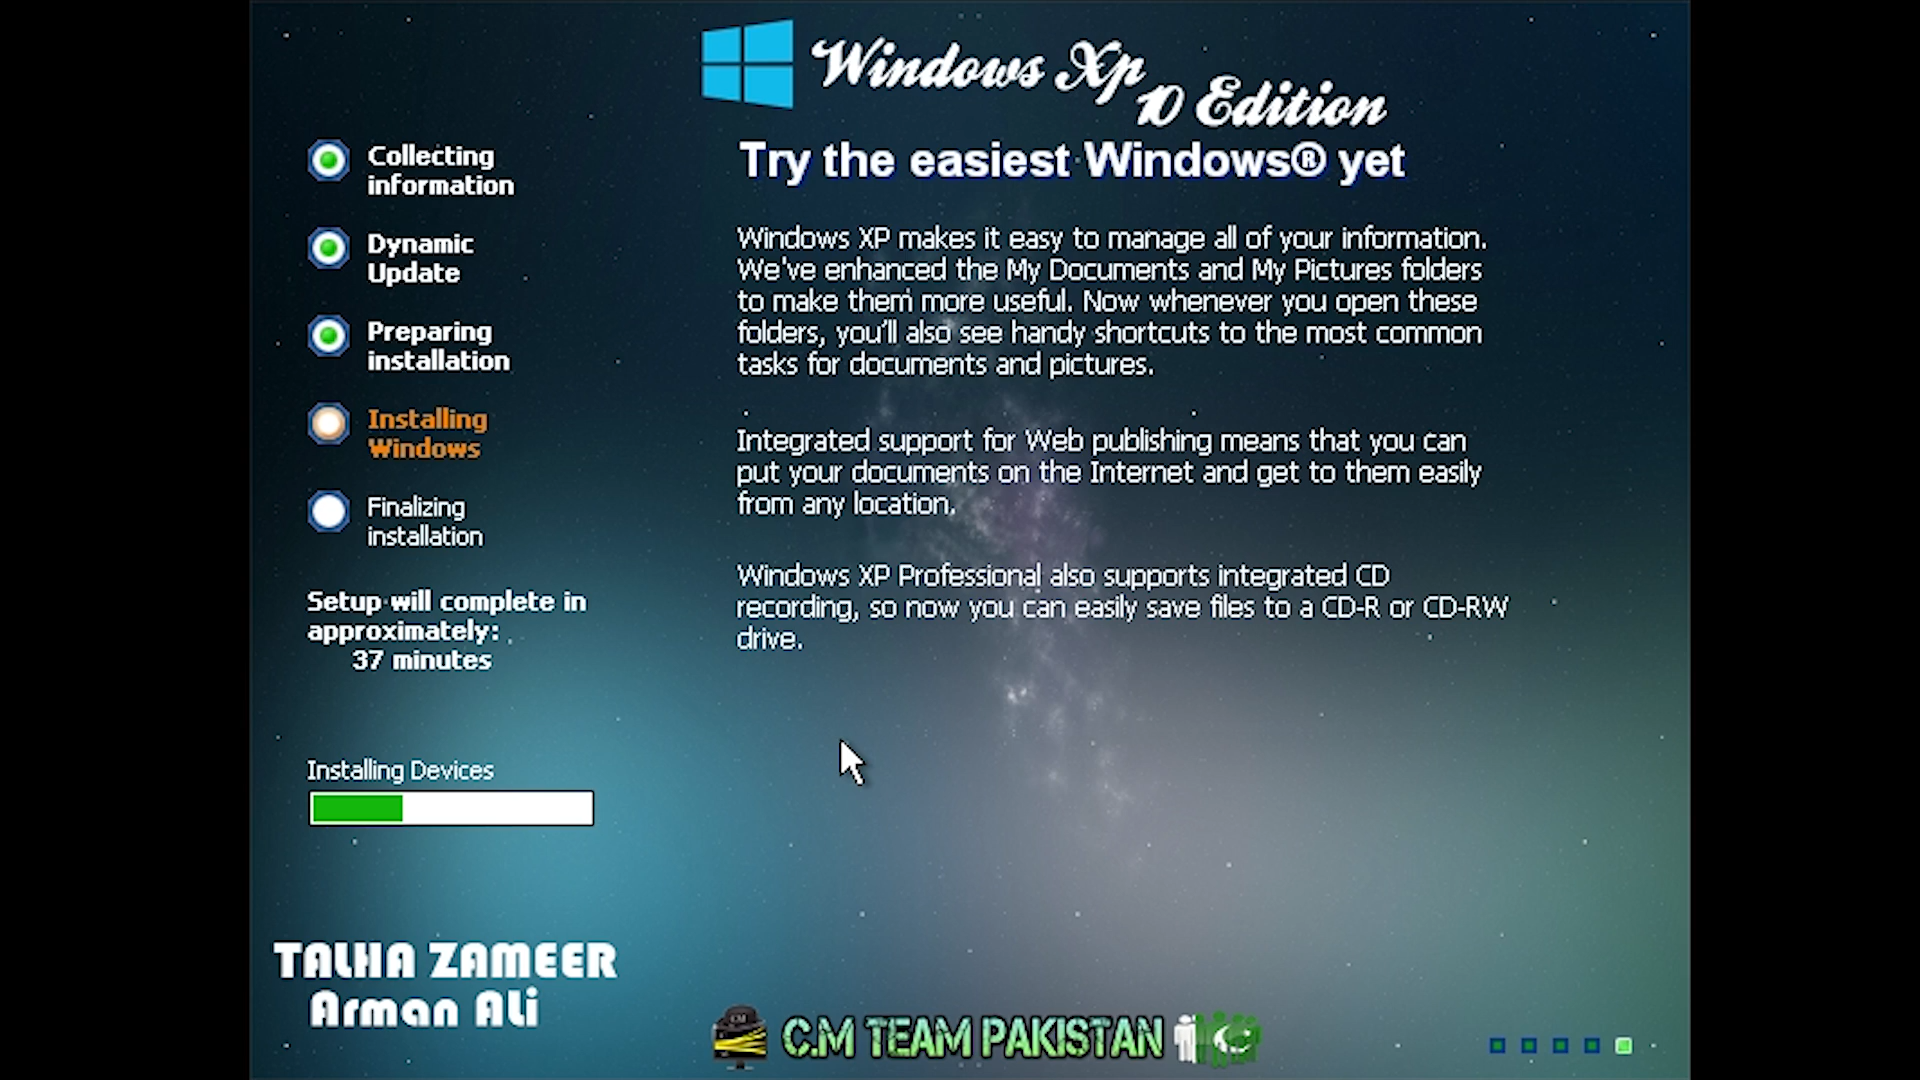 Windows Xp
10 Edition
Try the easiest Windows® yet
Collecting
information
Dynamic
Update
Preparing
installation
Installing
Windows
Finalizing
installation
Setup will complete in
approximately:
37 minutes
Installing Devices
Windows XP makes it easy to manage all of your information.
We've enhanced the My Documents and My Pictures folders
to make them more useful. Now whenever you open these
folders, you'll also see handy shortcuts to the most common
tasks for documents and pictures.
Integrated support for Web publishing means that you can
put your documents on the Internet and get to them easily
from any location.
Windows XP Professional also supports integrated CD
recording, so now you can easily save files to a CD-R or CD-RW
drive.
TALHA ZAMEER
Arman ALi
CM
C.M TEAM PAKISTAN